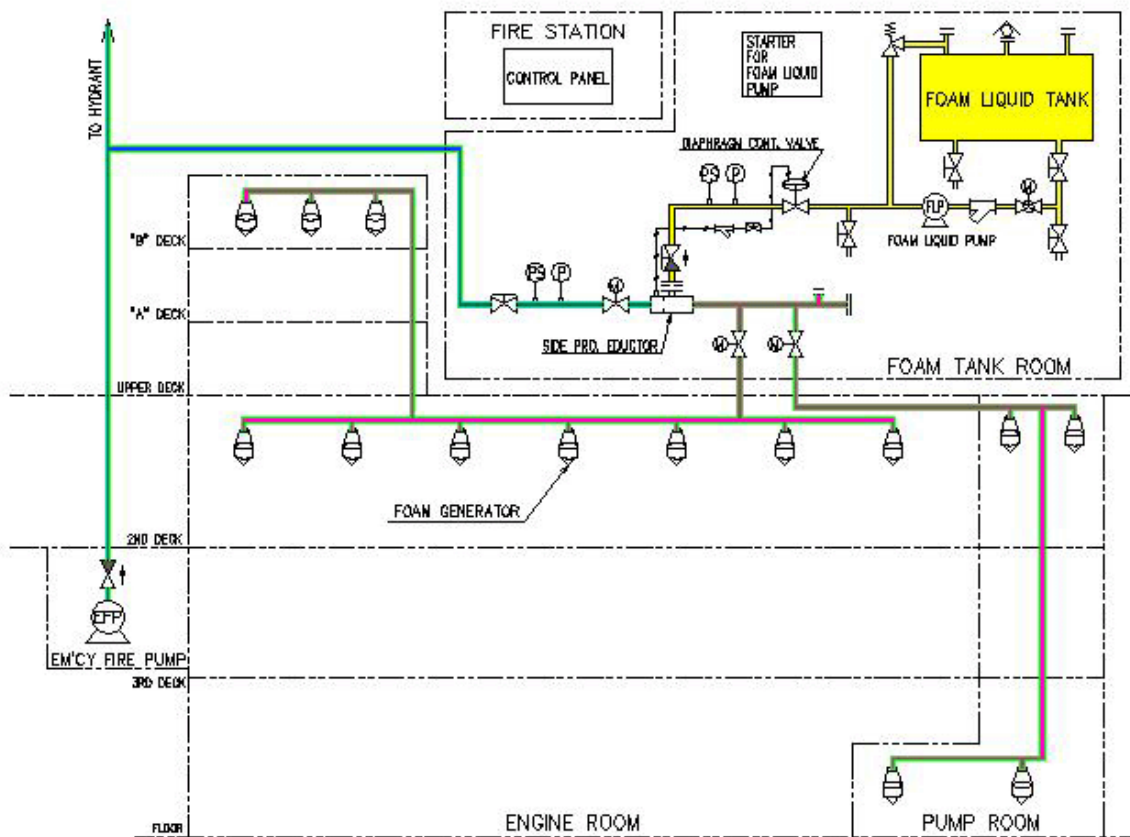 FIRE STATION
CONTROL PANEL
STARTER
FOR
FOAM LIQUID
PUMP
FOAM LIQUID TANK
TO HYDRANT
DIAPHRAGN CONT. VALVE
PS
P
M
FLP
FOAM LIQUID PUMP
"B" DECK
PS
P
M
"A" DECK
SIDE PRO. EDUCTOR
M
M
FOAM TANK ROOM
UPPER DECK
FOAM GENERATOR
2ND DECK
EFP
EM'CY FIRE PUMP
3RD DECK
FLOOR
ENGINE ROOM
PUMP ROOM